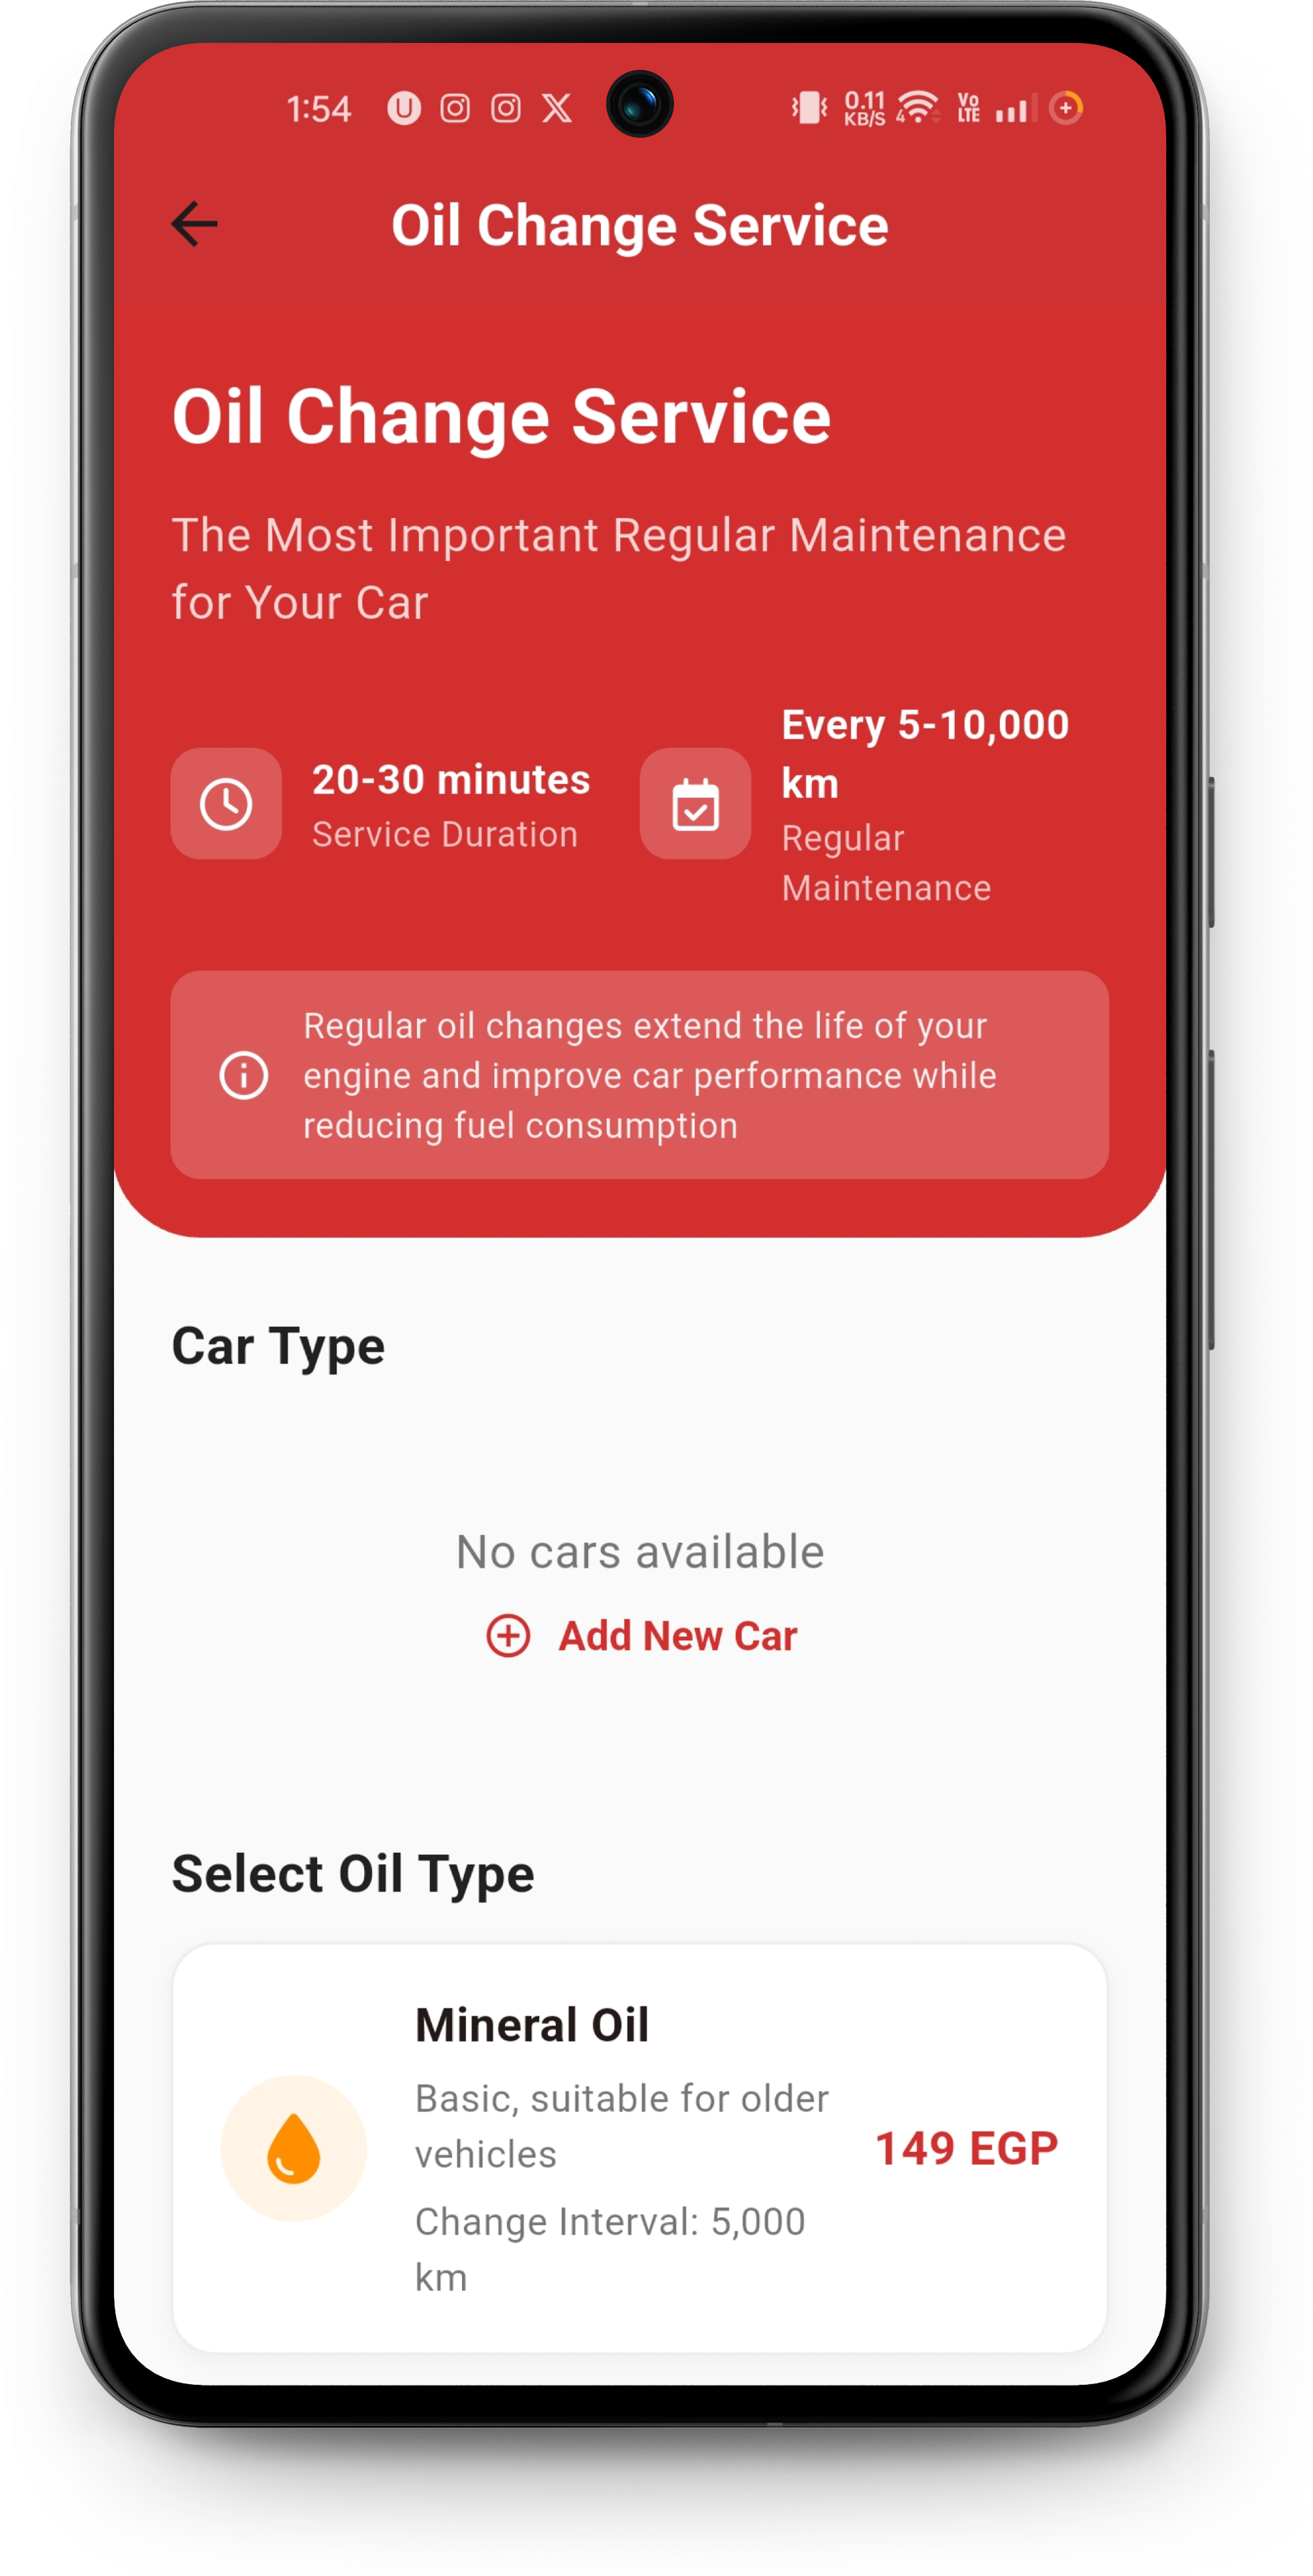 1:54
0.11
KB/S
4
Vo
LTE
Oil Change Service
Oil Change Service
The Most Important Regular Maintenance
for Your Car
20-30 minutes
Service Duration
Every 5-10,000
km
Regular
Maintenance
Regular oil changes extend the life of your
engine and improve car performance while
reducing fuel consumption
Car Type
No cars available
Add New Car
Select Oil Type
Mineral Oil
Basic, suitable for older
vehicles
149 EGP
Change Interval: 5,000
km